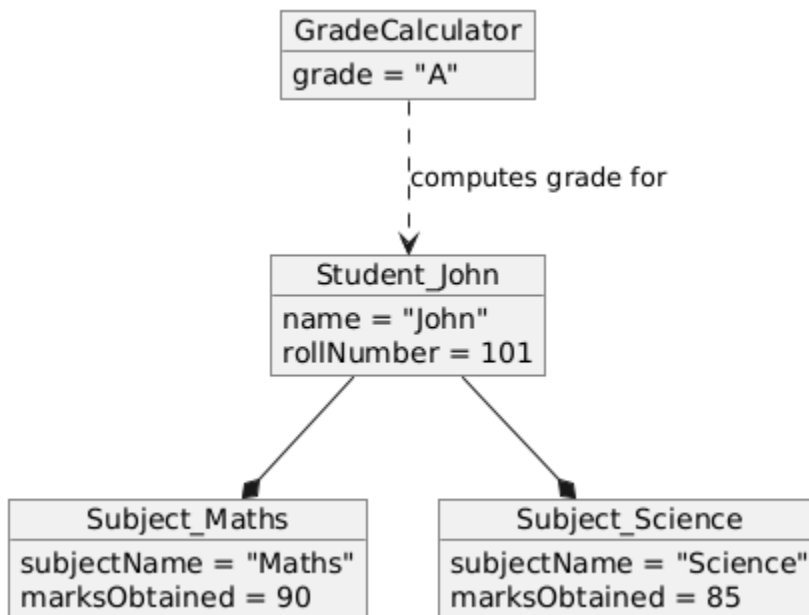 GradeCalculator
grade = "A"
computes grade for
Student_John
name = "John"
rollNumber = 101
Subject_Maths
subjectName = "Maths"
marksObtained = 90
Subject_Science
subjectName = "Science"
marksObtained = 85